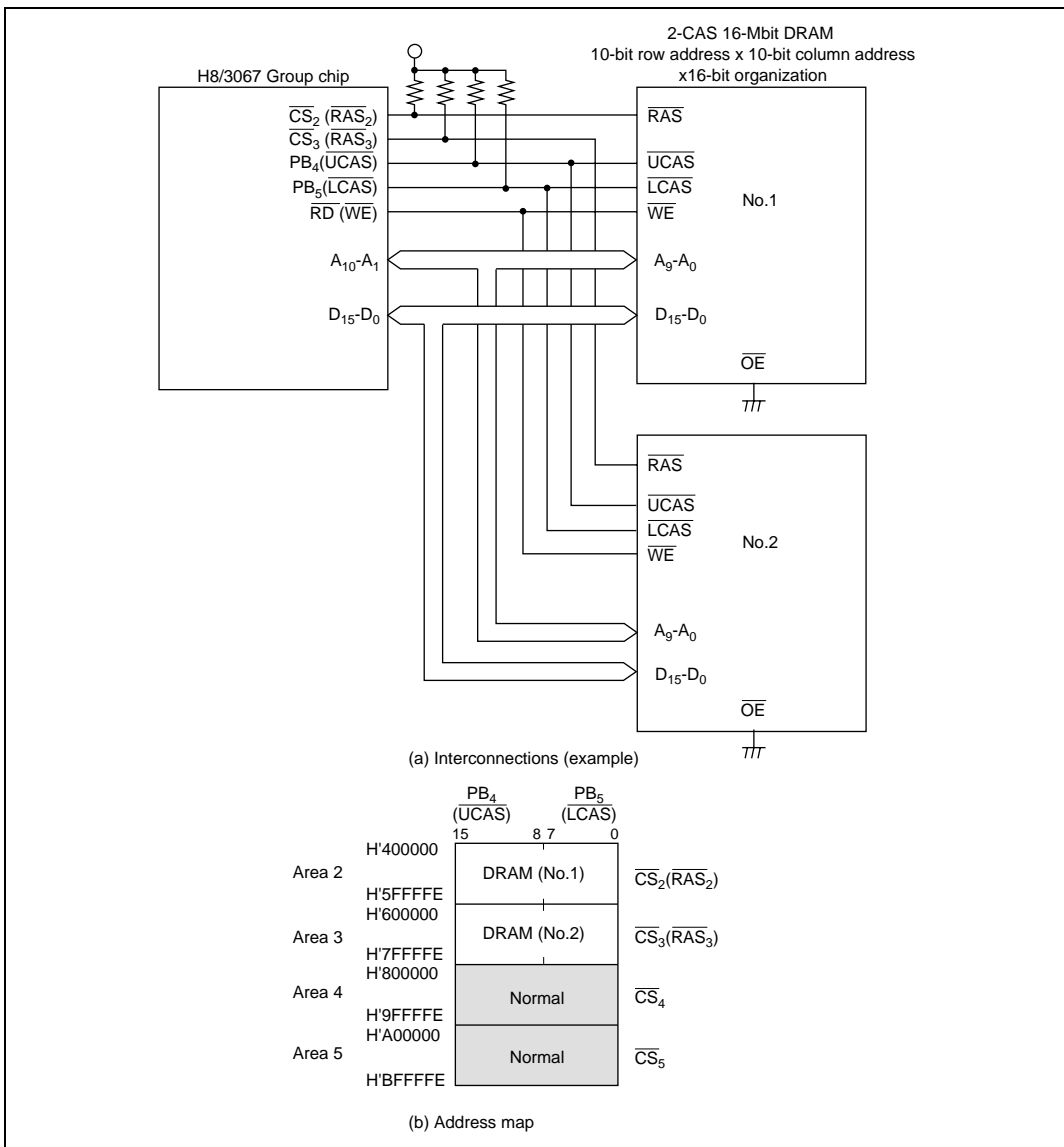 2-CAS 16-Mbit DRAM
10-bit row address x 10-bit column address
x16-bit organization
H8/3067 Group chip
CS2 (RAS2)
CS3 (RAS3)
PB4(UCAS)
PB5(LCAS)
RD (WE)
A10-A1
D15-D0
RAS
UCAS
LCAS
WE
No.1
A9-A0
D15-D0
OE
RAS
UCAS
LCAS
WE
No.2
A9-A0
D15-D0
OE
(a) Interconnections (example)
PB4 PB5
(UCAS) (LCAS)
15 8 7 0
H'400000
Area 2 DRAM (No.1) CS2(RAS2)
H'5FFFFE
H'600000
Area 3 DRAM (No.2) CS3(RAS3)
H'7FFFFE
H'800000
Area 4 Normal CS4
H'9FFFFE
H'A00000
Area 5 Normal CS5
H'BFFFFE
(b) Address map